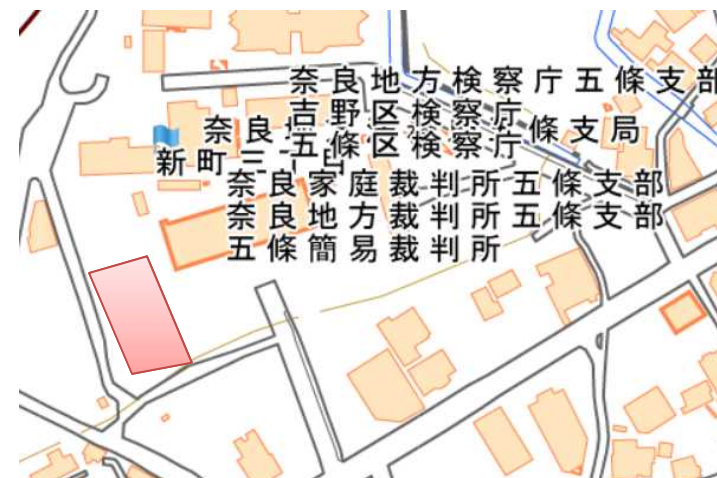 奈良地方検察庁五條支部
吉野区検察庁
奈良 條支局
五條区検察庁
新町三丁目
奈良家庭裁判所五條支部
奈良地方裁判所五條支部
五條簡易裁判所